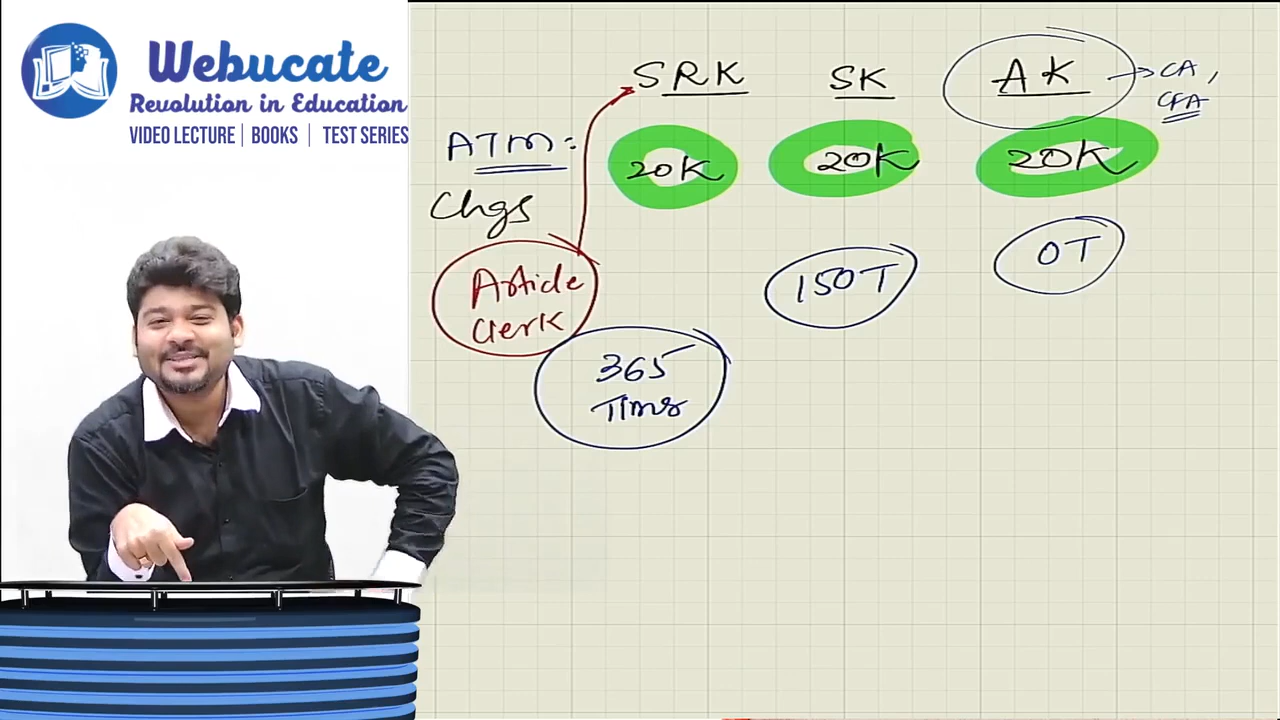 Webucate
Revolution in Education
VIDEO LECTURE | BOOKS | TEST SERIES
SRK SK AK → CA,
CFA
ATM: 20K 20K 20K
Chgs
Article
Clerk
150T 0T
365
Times